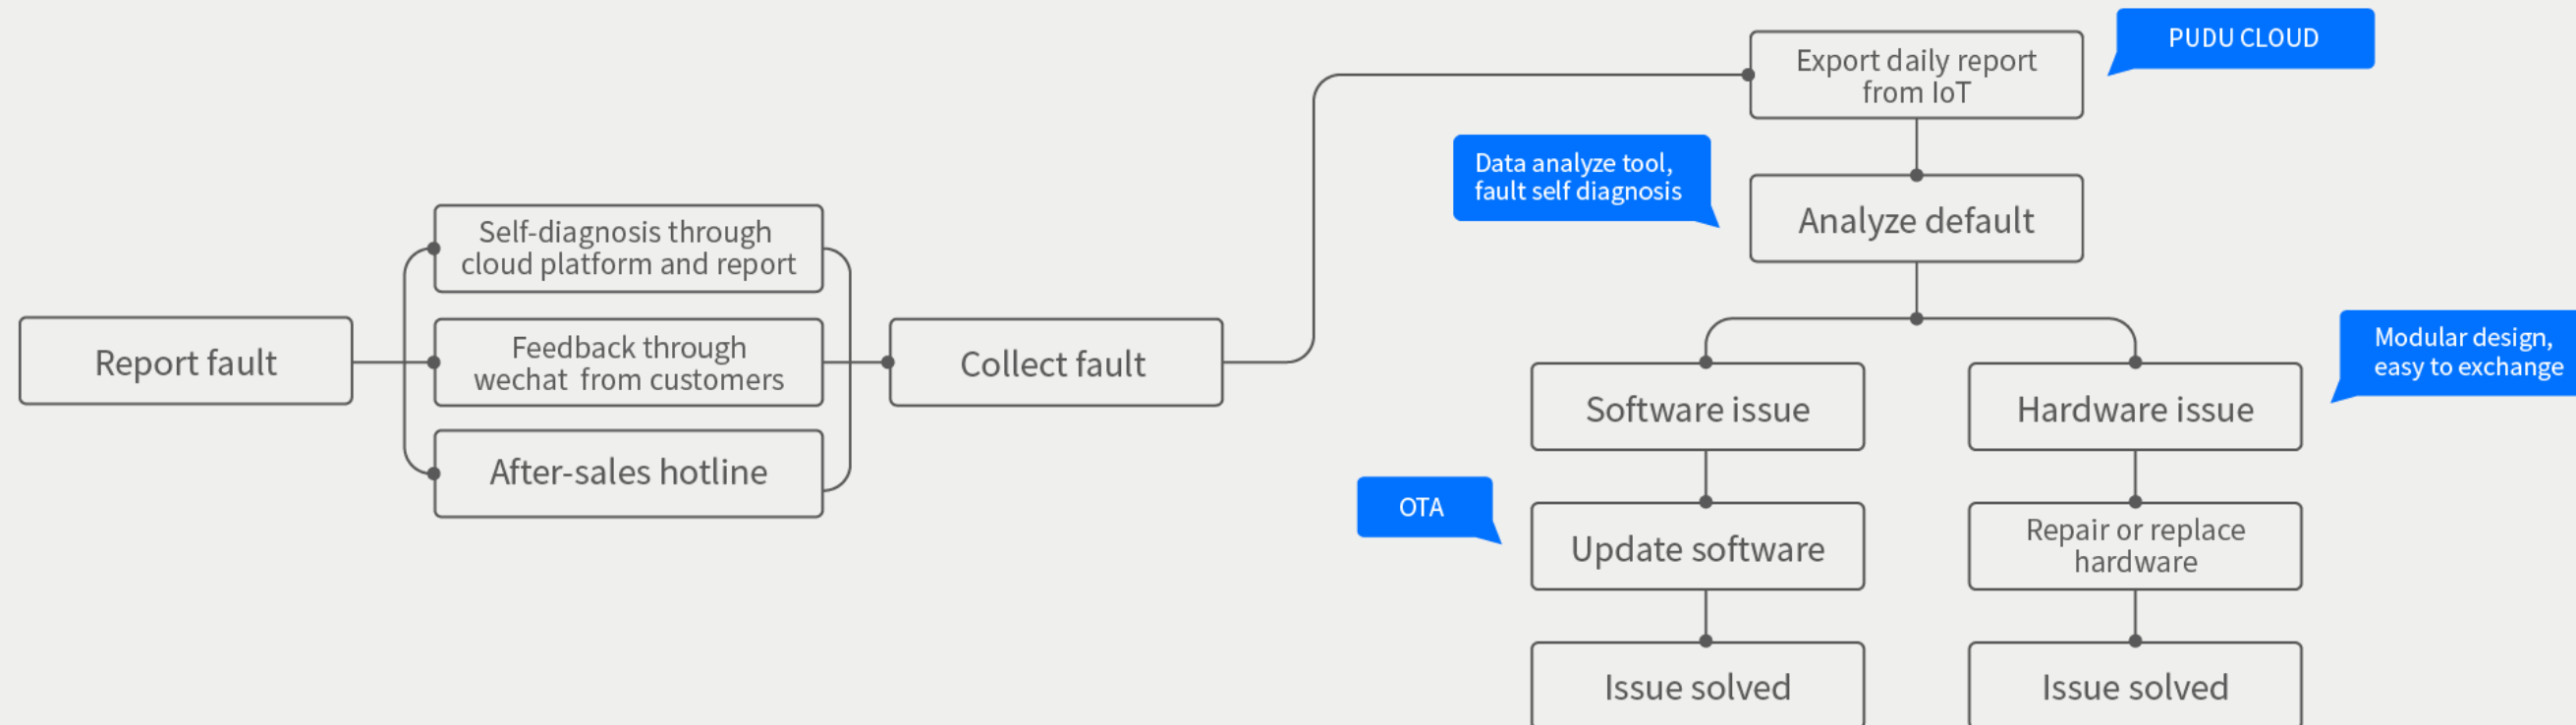 Report fault
Self-diagnosis through
cloud platform and report
Feedback through
wechat from customers
After-sales hotline
Collect fault
Export daily report
from IoT
PUDU CLOUD
Data analyze tool,
fault self diagnosis
Analyze default
Software issue
Hardware issue
Modular design,
easy to exchange
OTA
Update software
Repair or replace
hardware
Issue solved
Issue solved